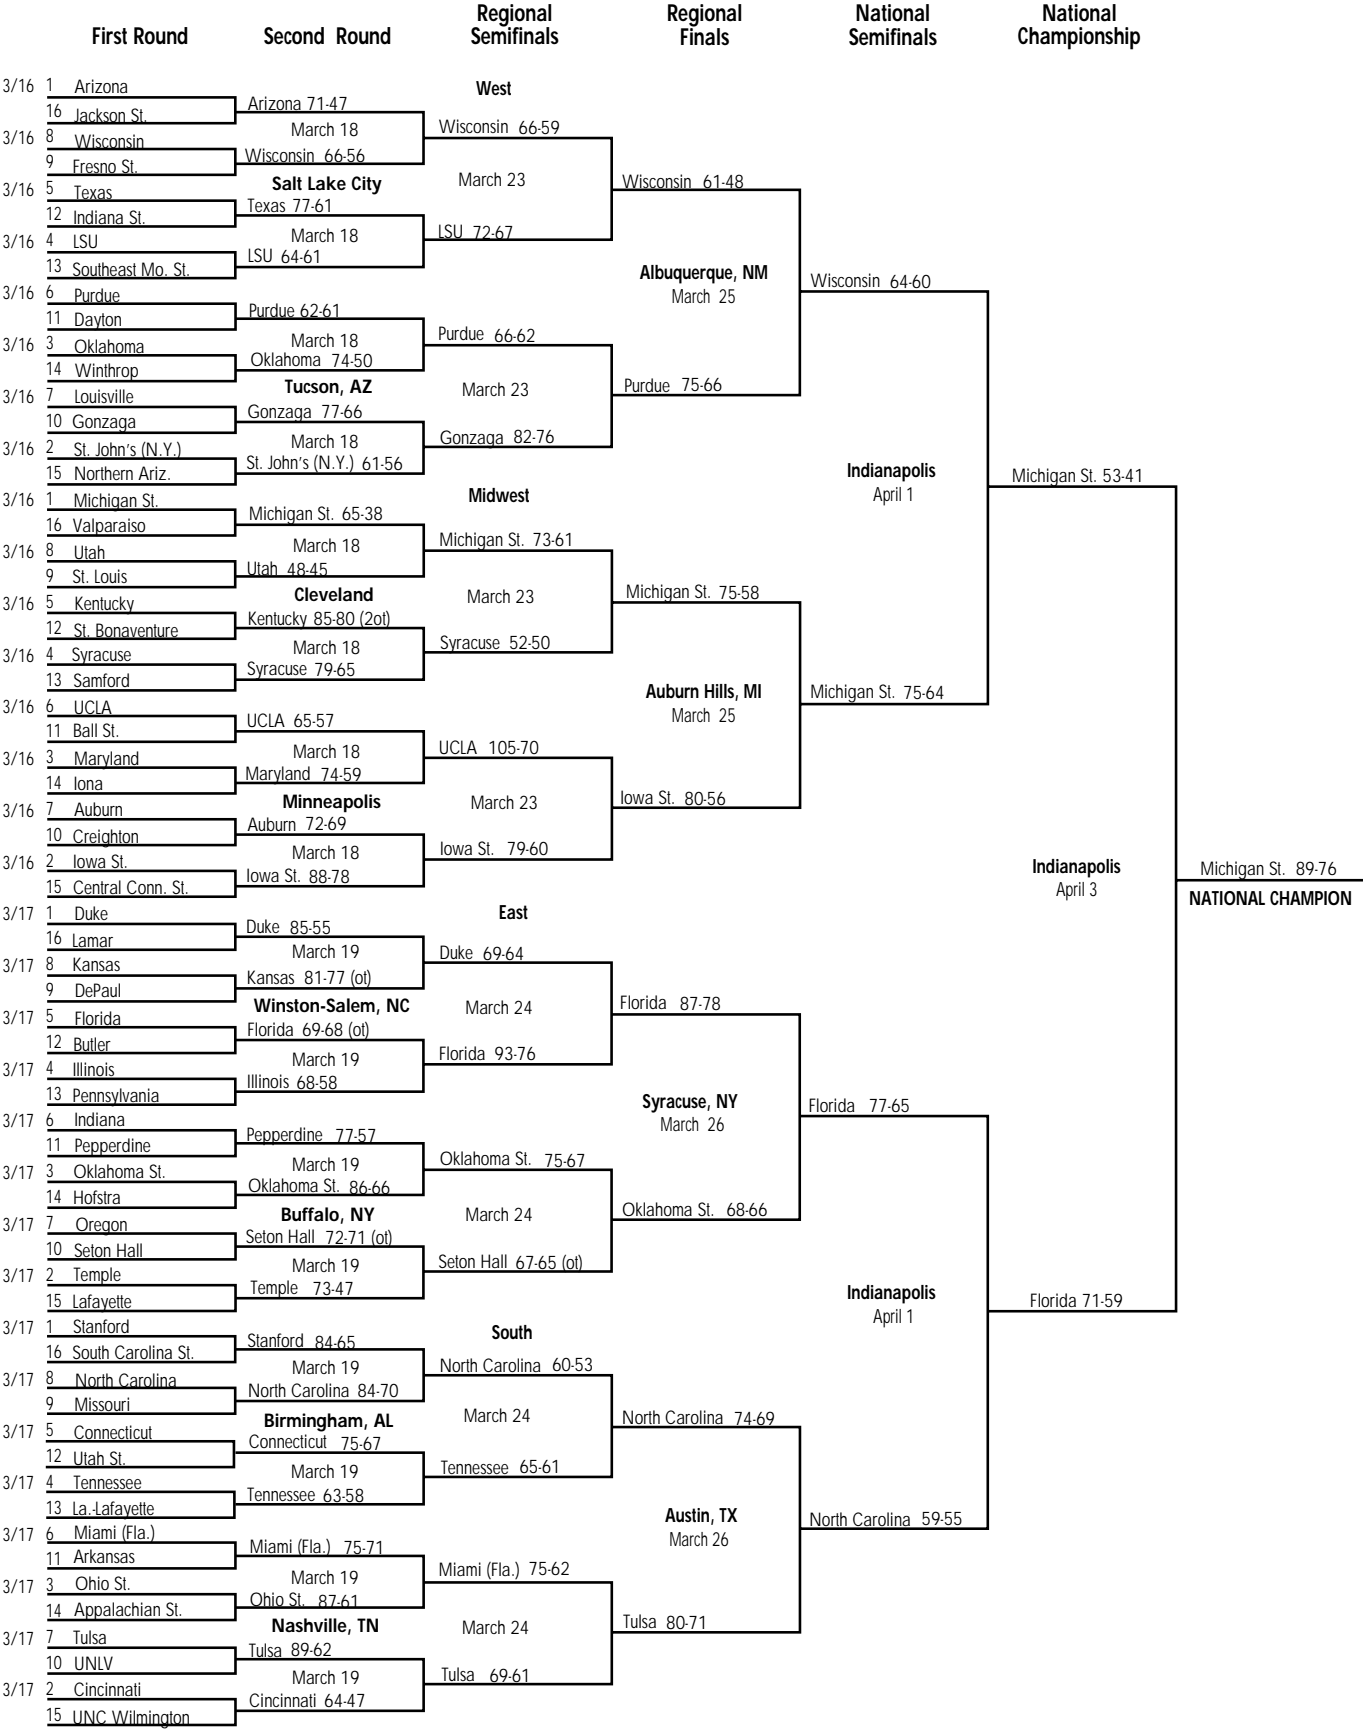 First Round
Second Round
Regional Semifinals
Regional Finals
National Semifinals
National Championship
West
3/16 1 Arizona
16 Jackson St.
3/16 8 Wisconsin
9 Fresno St.
3/16 5 Texas
12 Indiana St.
3/16 4 LSU
13 Southeast Mo. St.
3/16 6 Purdue
11 Dayton
3/16 3 Oklahoma
14 Winthrop
3/16 7 Louisville
10 Gonzaga
3/16 2 St. John's (N.Y.)
15 Northern Ariz.
Arizona 71-47
March 18
Wisconsin 66-56
Salt Lake City
Texas 77-61
March 18
LSU 64-61
Purdue 62-61
March 18
Oklahoma 74-50
Tucson, AZ
Gonzaga 77-66
March 18
St. John's (N.Y.) 61-56
Wisconsin 66-59
March 23
LSU 72-67
Purdue 66-62
March 23
Gonzaga 82-76
Wisconsin 61-48
Albuquerque, NM
March 25
Purdue 75-66
Midwest
3/16 1 Michigan St.
16 Valparaiso
3/16 8 Utah
9 St. Louis
3/16 5 Kentucky
12 St. Bonaventure
3/16 4 Syracuse
13 Samford
3/16 6 UCLA
11 Ball St.
3/16 3 Maryland
14 Iona
3/16 7 Auburn
10 Creighton
3/16 2 Iowa St.
15 Central Conn. St.
Michigan St. 65-38
March 18
Utah 48-45
Cleveland
Kentucky 85-80 (2ot)
March 18
Syracuse 79-65
UCLA 65-57
March 18
Maryland 74-59
Minneapolis
Auburn 72-69
March 18
Iowa St. 88-78
Michigan St. 73-61
March 23
Syracuse 52-50
UCLA 105-70
March 23
Iowa St. 79-60
Michigan St. 75-58
Auburn Hills, MI
March 25
Iowa St. 80-56
East
3/17 1 Duke
16 Lamar
3/17 8 Kansas
9 DePaul
3/17 5 Florida
12 Butler
3/17 4 Illinois
13 Pennsylvania
3/17 6 Indiana
11 Pepperdine
3/17 3 Oklahoma St.
14 Hofstra
3/17 7 Oregon
10 Seton Hall
3/17 2 Temple
15 Lafayette
Duke 85-55
March 19
Kansas 81-77 (ot)
Winston-Salem, NC
Florida 69-68 (ot)
March 19
Illinois 68-58
Pepperdine 77-57
March 19
Oklahoma St. 86-66
Buffalo, NY
Seton Hall 72-71 (ot)
March 19
Temple 73-47
Duke 69-64
March 24
Florida 93-76
Oklahoma St. 75-67
March 24
Seton Hall 67-65 (ot)
Florida 87-78
Syracuse, NY
March 26
Oklahoma St. 68-66
South
3/17 1 Stanford
16 South Carolina St.
3/17 8 North Carolina
9 Missouri
3/17 5 Connecticut
12 Utah St.
3/17 4 Tennessee
13 La.-Lafayette
3/17 6 Miami (Fla.)
11 Arkansas
3/17 3 Ohio St.
14 Appalachian St.
3/17 7 Tulsa
10 UNLV
3/17 2 Cincinnati
15 UNC Wilmington
Stanford 84-65
March 19
North Carolina 84-70
Birmingham, AL
Connecticut 75-67
March 19
Tennessee 63-58
Miami (Fla.) 75-71
March 19
Ohio St. 87-61
Nashville, TN
Tulsa 89-62
March 19
Cincinnati 64-47
North Carolina 60-53
March 24
Tennessee 65-61
Miami (Fla.) 75-62
March 24
Tulsa 69-61
North Carolina 74-69
Austin, TX
March 26
Tulsa 80-71
Wisconsin 64-60
Indianapolis
April 1
Michigan St. 75-64
Florida 77-65
Indianapolis
April 1
North Carolina 59-55
Michigan St. 53-41
Indianapolis
April 3
Florida 71-59
Michigan St. 89-76
NATIONAL CHAMPION